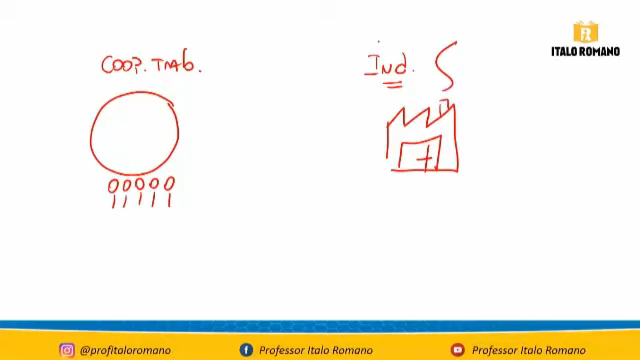 ITALO ROMANO
COOP. TRAB.
IND.
@profitaloromano
Professor Italo Romano
Professor Italo Romano